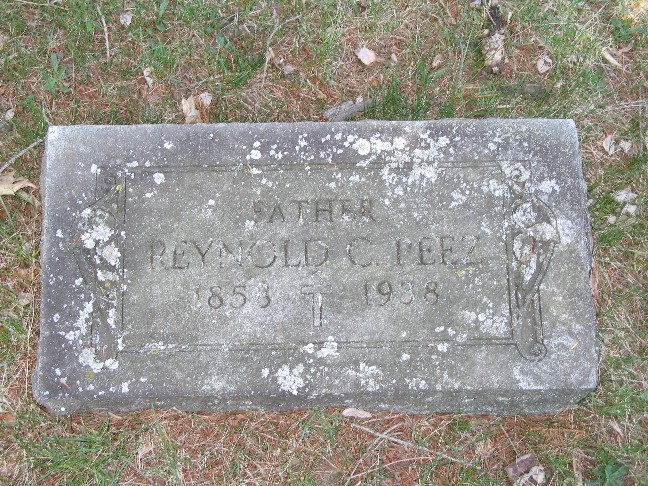 FATHER
REYNOLD C. PEEZ
1853 – 1938